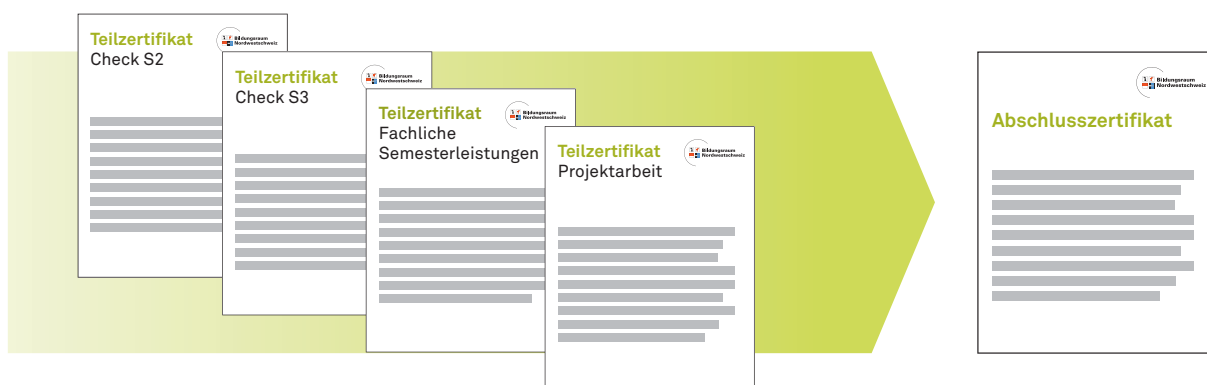 Teilzertifikat
Check S2
Bildungsraum
Nordwestschweiz
Teilzertifikat
Check S3
Bildungsraum
Nordwestschweiz
Teilzertifikat
Fachliche
Semesterleistungen
Bildungsraum
Nordwestschweiz
Teilzertifikat
Projektarbeit
Bildungsraum
Nordwestschweiz
Abschlusszertifikat
Bildungsraum
Nordwestschweiz